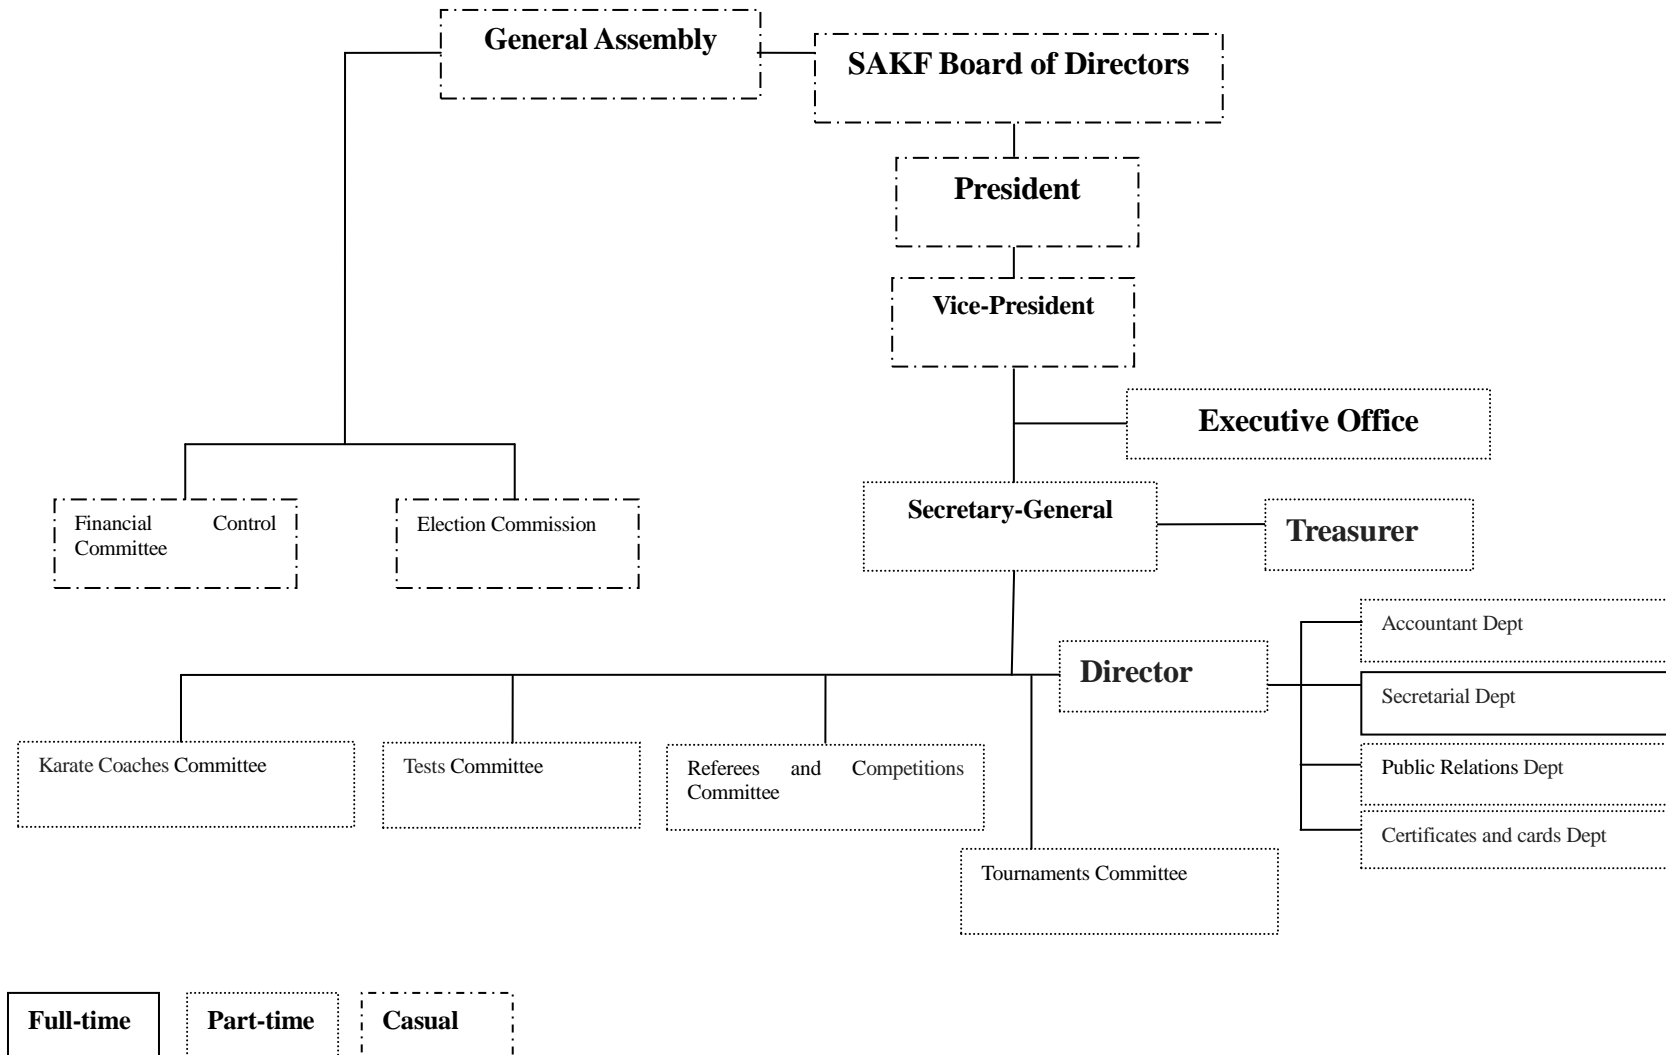 General Assembly
SAKF Board of Directors
President
Vice-President
Executive Office
Secretary-General
Treasurer
Financial Control
Committee
Election Commission
Accountant Dept
Director
Secretarial Dept
Karate Coaches Committee
Tests Committee
Referees and Competitions
Committee
Public Relations Dept
Certificates and cards Dept
Tournaments Committee
Full-time
Part-time
Casual